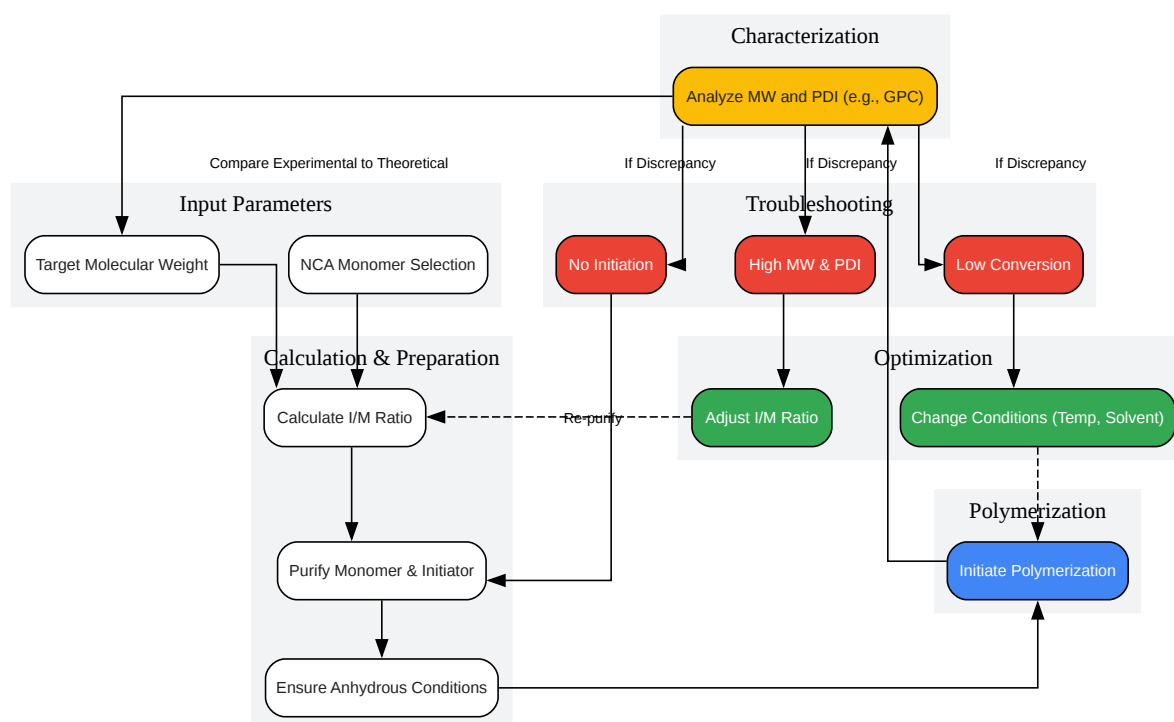 Characterization
Analyze MW and PDI (e.g., GPC)
Compare Experimental to Theoretical
If Discrepancy
If Discrepancy
If Discrepancy
Input Parameters
Troubleshooting
Target Molecular Weight
NCA Monomer Selection
No Initiation
High MW & PDI
Low Conversion
Calculation & Preparation
Optimization
Calculate I/M Ratio
Re-purify
Adjust I/M Ratio
Change Conditions (Temp, Solvent)
Polymerization
Purify Monomer & Initiator
Initiate Polymerization
Ensure Anhydrous Conditions